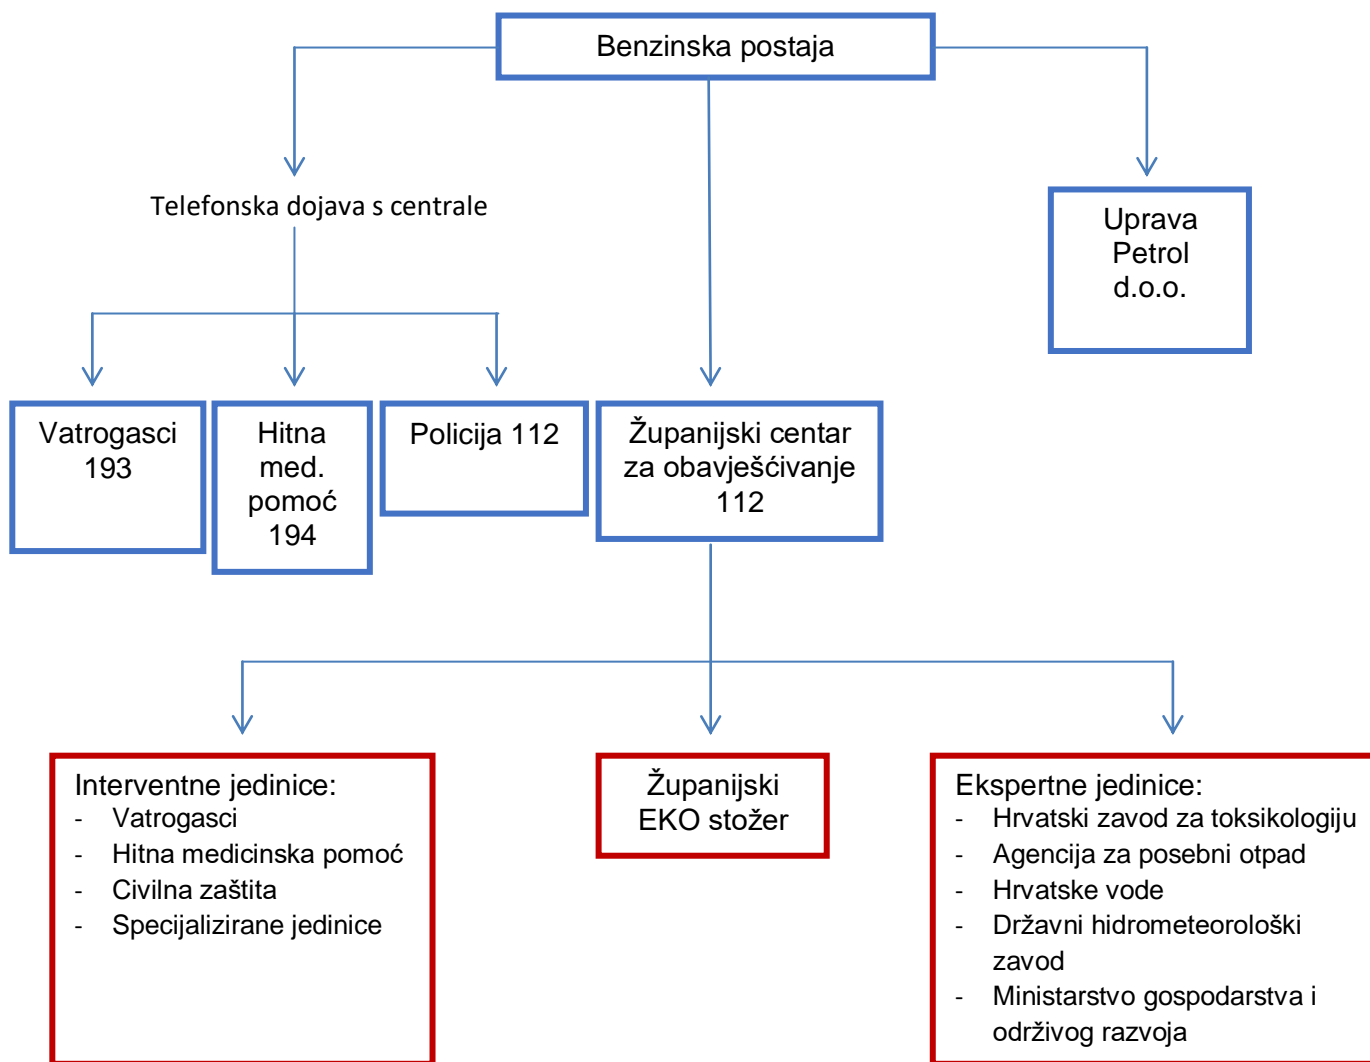 Benzinska postaja
Telefonska dojava s centrale
Uprava
Petrol
d.o.o.
Vatrogasci
193
Hitna
med.
pomoć
194
Policija 112
Županijski centar
za obavješćivanje
112
Interventne jedinice:
- Vatrogasci
- Hitna medicinska pomoć
- Civilna zaštita
- Specijalizirane jedinice
Županijski
EKO stožer
Ekspertne jedinice:
- Hrvatski zavod za toksikologiju
- Agencija za posebni otpad
- Hrvatske vode
- Državni hidrometeorološki
zavod
- Ministarstvo gospodarstva i
održivog razvoja